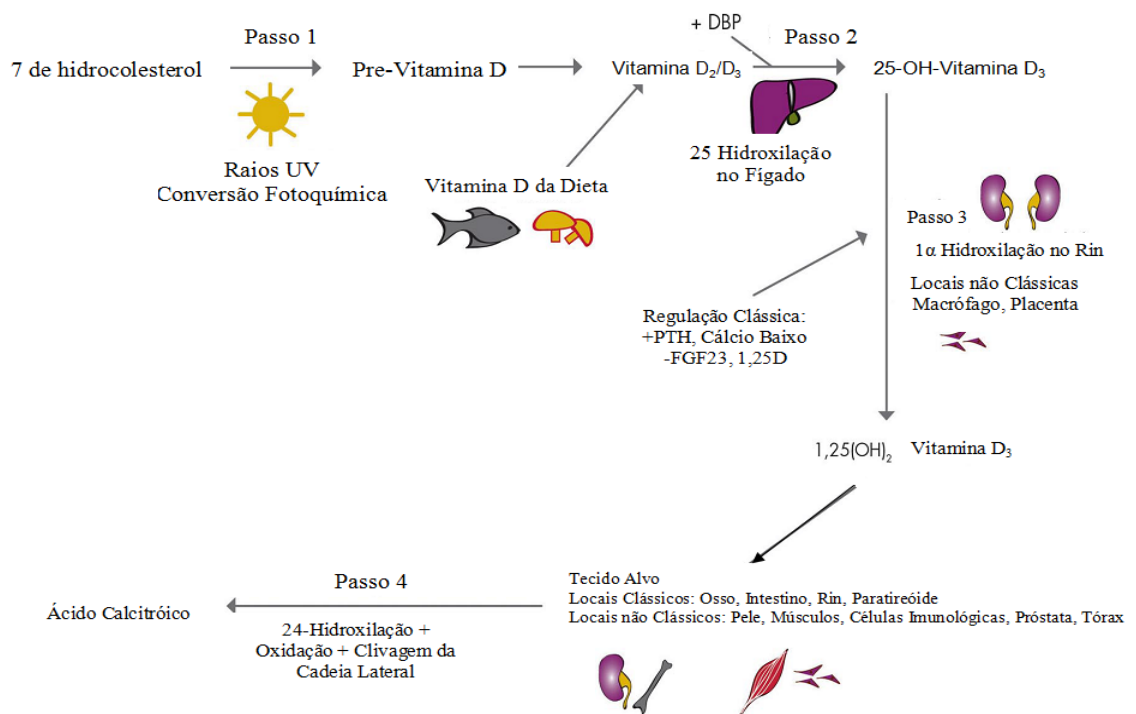 Passo 1
7 de hidrocolesterol
Pre-Vitamina D
Raios UV
Conversão Fotoquímica
Vitamina D da Dieta
+ DBP
Passo 2
Vitamina D₂/D₃
25-OH-Vitamina D₃
25 Hidroxilação
no Fígado
Passo 3
1α Hidroxilação no Rin
Locais não Clássicas
Macrófago, Placenta
Regulação Clássica:
+PTH, Cálcio Baixo
-FGF23, 1,25D
1,25(OH)₂ Vitamina D₃
Tecido Alvo
Locais Clássicos: Osso, Intestino, Rin, Paratireóide
Locais não Clássicos: Pele, Músculos, Células Imunológicas, Próstata, Tórax
Passo 4
24-Hidroxilação +
Oxidação + Clivagem da
Cadeia Lateral
Ácido Calcitróico